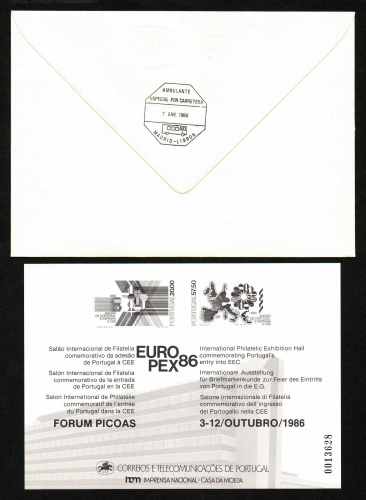 AMBULANTE
ESPECIAL POR CARRETERA
7 ENE 1986
MADRID-LISBOA
PORTUGAL 20.00
PORTUGAL 57.50
Salão Internacional de Filatelia
comemorativo da adesão
de Portugal à CEE
Salón Internacional de Filatelia
conmemorativo de la entrada
de Portugal en la CEE
Salon International de Philatélie
commemoratif de l'entrée
du Portugal dans la CEE
EURO
PEX86
International Philatelic Exhibition Hall
commemorating Portugal's
entry into EEC
Internationale Ausstellung
für Briefmarkenkunde zur Feier des Eintritts
von Portugal in die E.G.
Salone Internazionale di Filatelia
commemorativo dell'ingresso
del Portogallo nella CEE
FORUM PICOAS
3-12/OUTUBRO/1986
0013628
CORREIOS E TELECOMUNICAÇÕES DE PORTUGAL
incm IMPRENSA NACIONAL-CASA DA MOEDA